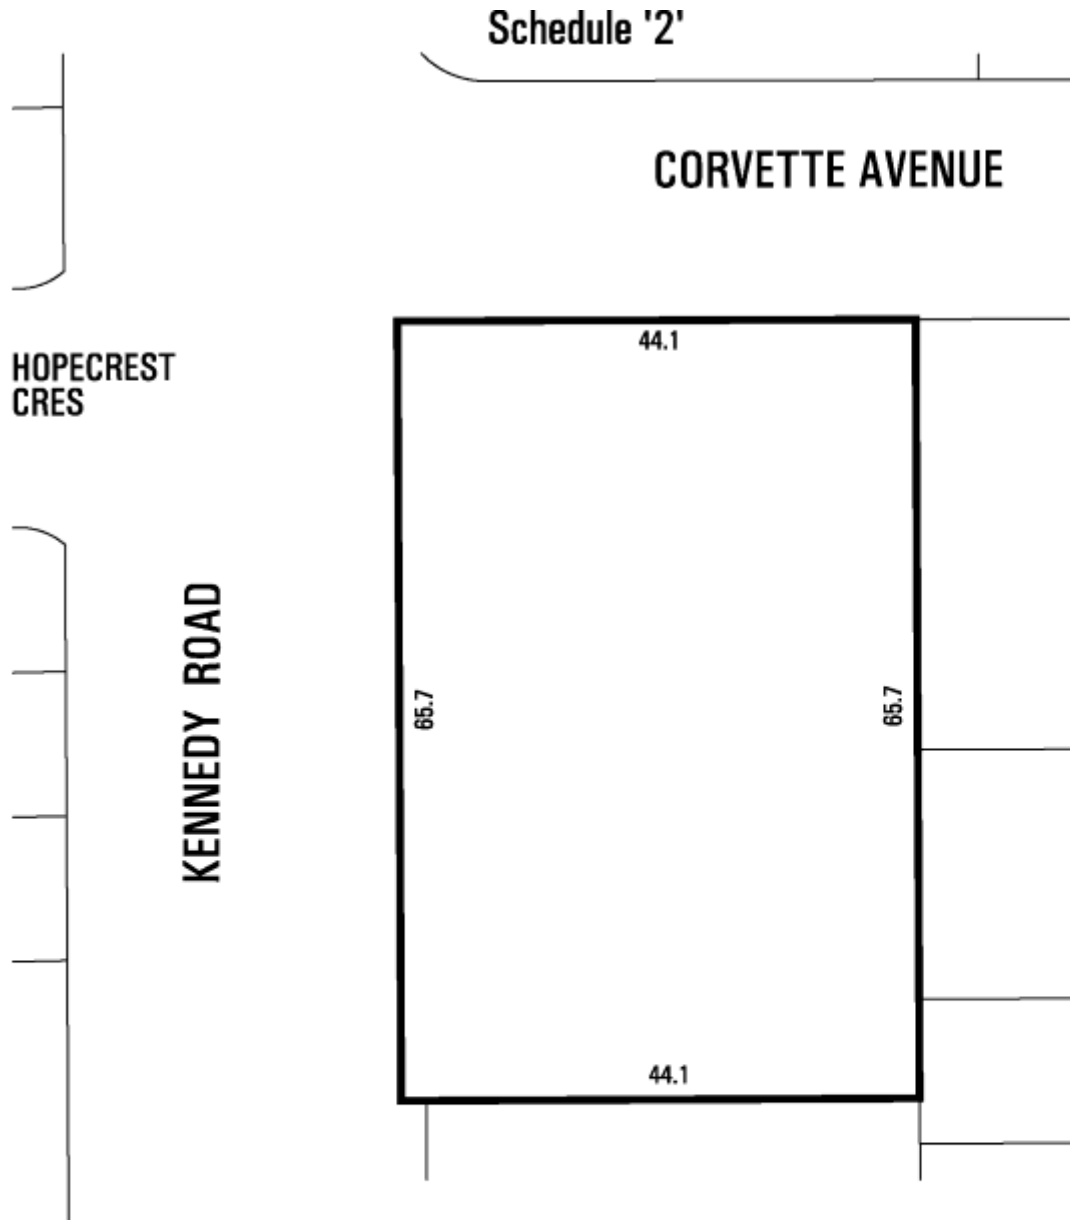 Schedule '2'
CORVETTE AVENUE
44.1
HOPECREST
CRES
KENNEDY ROAD
65.7
65.7
44.1